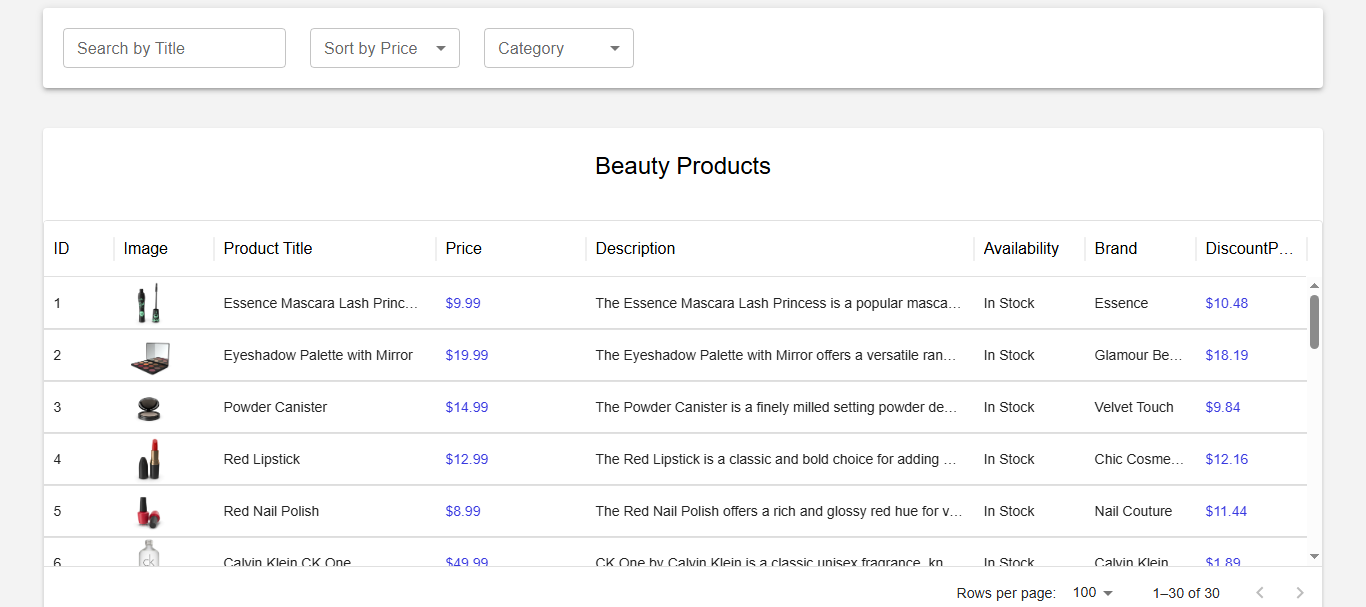 Search by Title Sort by Price Category
Beauty Products
ID Image Product Title Price Description Availability Brand DiscountP...
1 Essence Mascara Lash Princ... $9.99 The Essence Mascara Lash Princess is a popular masca... In Stock Essence $10.48
2 Eyeshadow Palette with Mirror $19.99 The Eyeshadow Palette with Mirror offers a versatile ran... In Stock Glamour Be... $18.19
3 Powder Canister $14.99 The Powder Canister is a finely milled setting powder de... In Stock Velvet Touch $9.84
4 Red Lipstick $12.99 The Red Lipstick is a classic and bold choice for adding ... In Stock Chic Cosme... $12.16
5 Red Nail Polish $8.99 The Red Nail Polish offers a rich and glossy red hue for v... In Stock Nail Couture $11.44
6 Calvin Klein CK One $49.99 CK One by Calvin Klein is a classic unisex fragrance, kn... In Stock Calvin Klein $1.89
Rows per page: 100 1–30 of 30